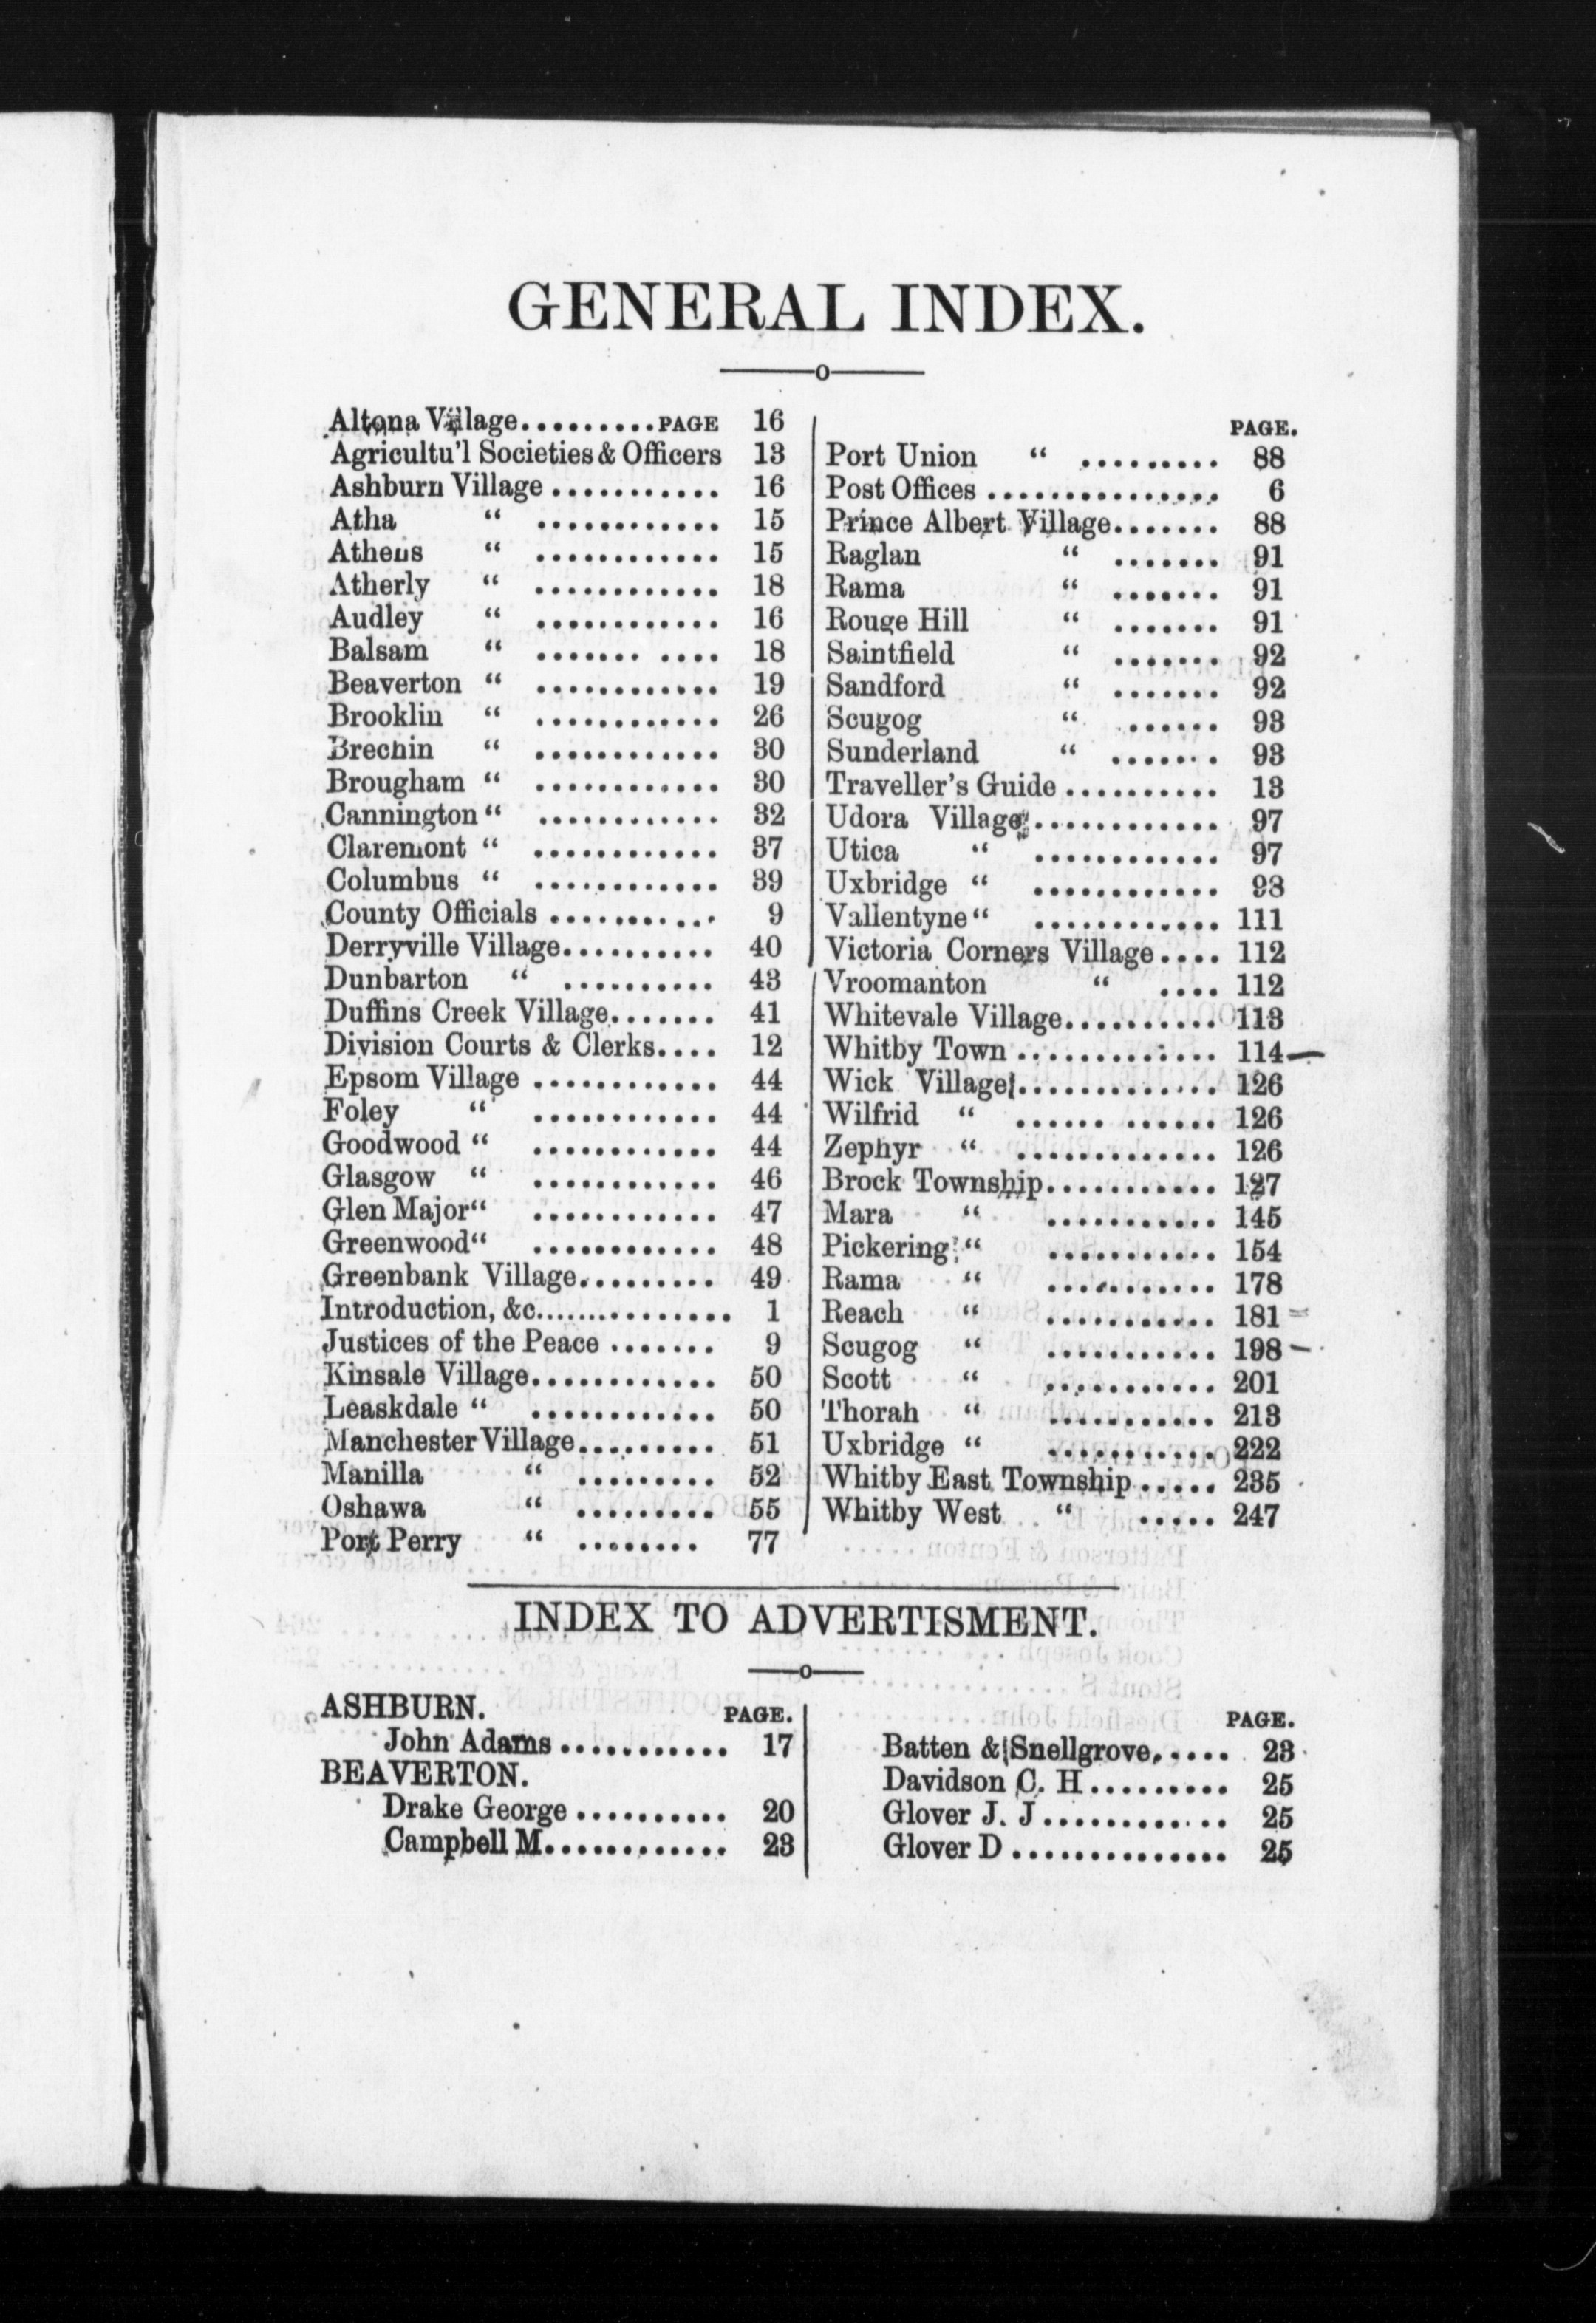 GENERAL INDEX.
Altona Village..........PAGE 16
Agricultu'l Societies & Officers 13
Ashburn Village ........... 16
Atha “ ............ 15
Athens “ ............ 15
Atherly “ ............ 18
Audley “ ............ 16
Balsam “ ....... .... 18
Beaverton “ ............ 19
Brooklin “ ............ 26
Brechin “ ............ 30
Brougham “ ............ 30
Cannington “ ............ 32
Claremont “ ............ 37
Columbus “ ............ 39
County Officials ........... 9
Derryville Village.......... 40
Dunbarton “ .......... 43
Duffins Creek Village....... 41
Division Courts & Clerks.... 12
Epsom Village ............ 44
Foley “ ............ 44
Goodwood “ ............ 44
Glasgow “ ............ 46
Glen Major“ ............ 47
Greenwood“ ............ 48
Greenbank Village......... 49
Introduction, &c............... 1
Justices of the Peace ....... 9
Kinsale Village............ 50
Leaskdale “ ............ 50
Manchester Village......... 51
Manilla “ ......... 52
Oshawa “ ......... 55
Port Perry “ ........ 77
PAGE.
Port Union “ ......... 88
Post Offices ............... 6
Prince Albert Village....... 88
Raglan “ ....... 91
Rama “ ....... 91
Rouge Hill “ ....... 91
Saintfield “ ....... 92
Sandford “ ....... 92
Scugog “ ...... 93
Sunderland “ ....... 93
Traveller's Guide .......... 13
Udora Village............ 97
Utica “ ............ 97
Uxbridge “ ............ 98
Vallentyne “ ............ 111
Victoria Corners Village.... 112
Vroomanton “ .... 112
Whitevale Village.......... 113
Whitby Town ............. 114
Wick Village............. 126
Wilfrid “ ...... ...... 126
Zephyr “ ............. 126
Brock Township........... 127
Mara “ ........... 145
Pickering “ ........... 154
Rama “ ........... 178
Reach “ ........... 181
Scugog “ ........... 198
Scott “ ........... 201
Thorah “ ........... 213
Uxbridge “ ........... 222
Whitby East Township ..... 235
Whitby West “ ..... 247
INDEX TO ADVERTISMENT.
ASHBURN. PAGE.
John Adams ........... 17
BEAVERTON.
Drake George .......... 20
Campbell M............ 23
PAGE.
Batten & Snellgrove..... 23
Davidson C. H ......... 25
Glover J. J ............ 25
Glover D .............. 25